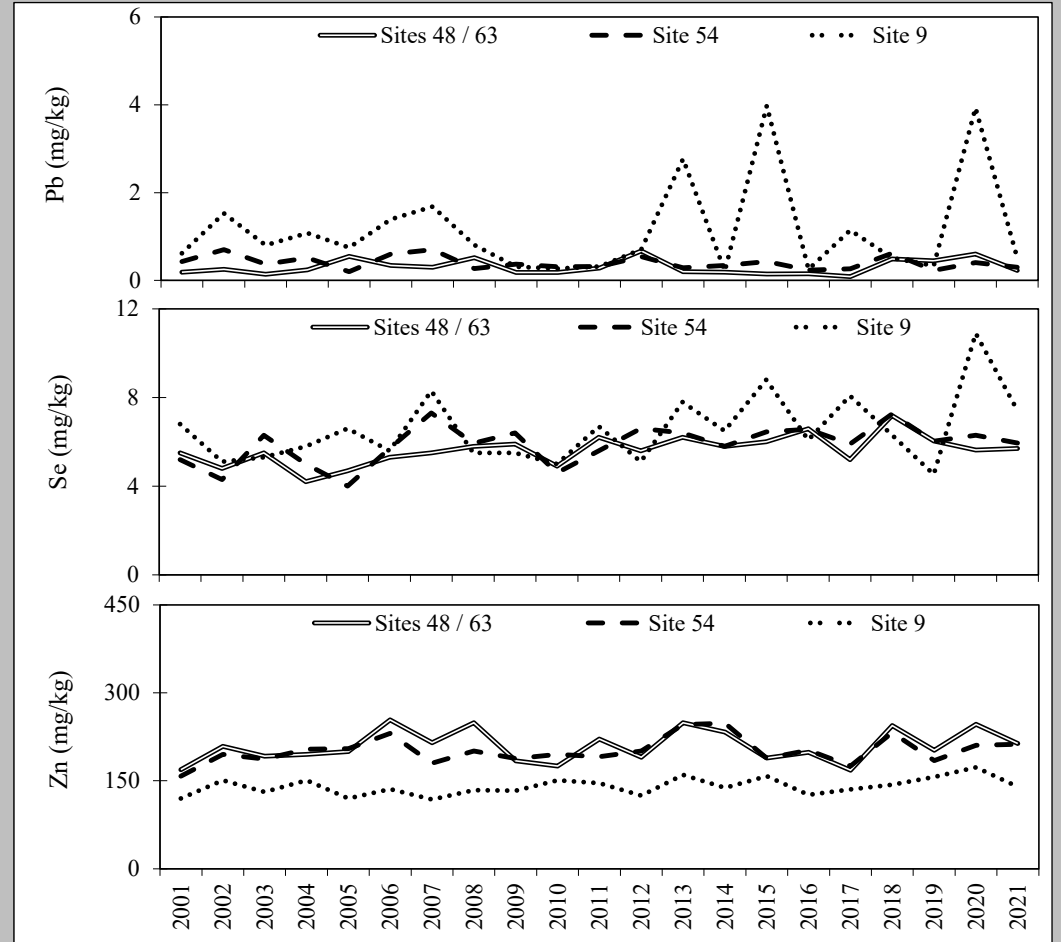 6
Sites 48 / 63 Site 54 Site 9
4
Pb (mg/kg)
2
0
12
Sites 48 / 63 Site 54 Site 9
8
Se (mg/kg)
4
0
450
Sites 48 / 63 Site 54 Site 9
300
Zn (mg/kg)
150
0
2001 2002 2003 2004 2005 2006 2007 2008 2009 2010 2011 2012 2013 2014 2015 2016 2017 2018 2019 2020 2021